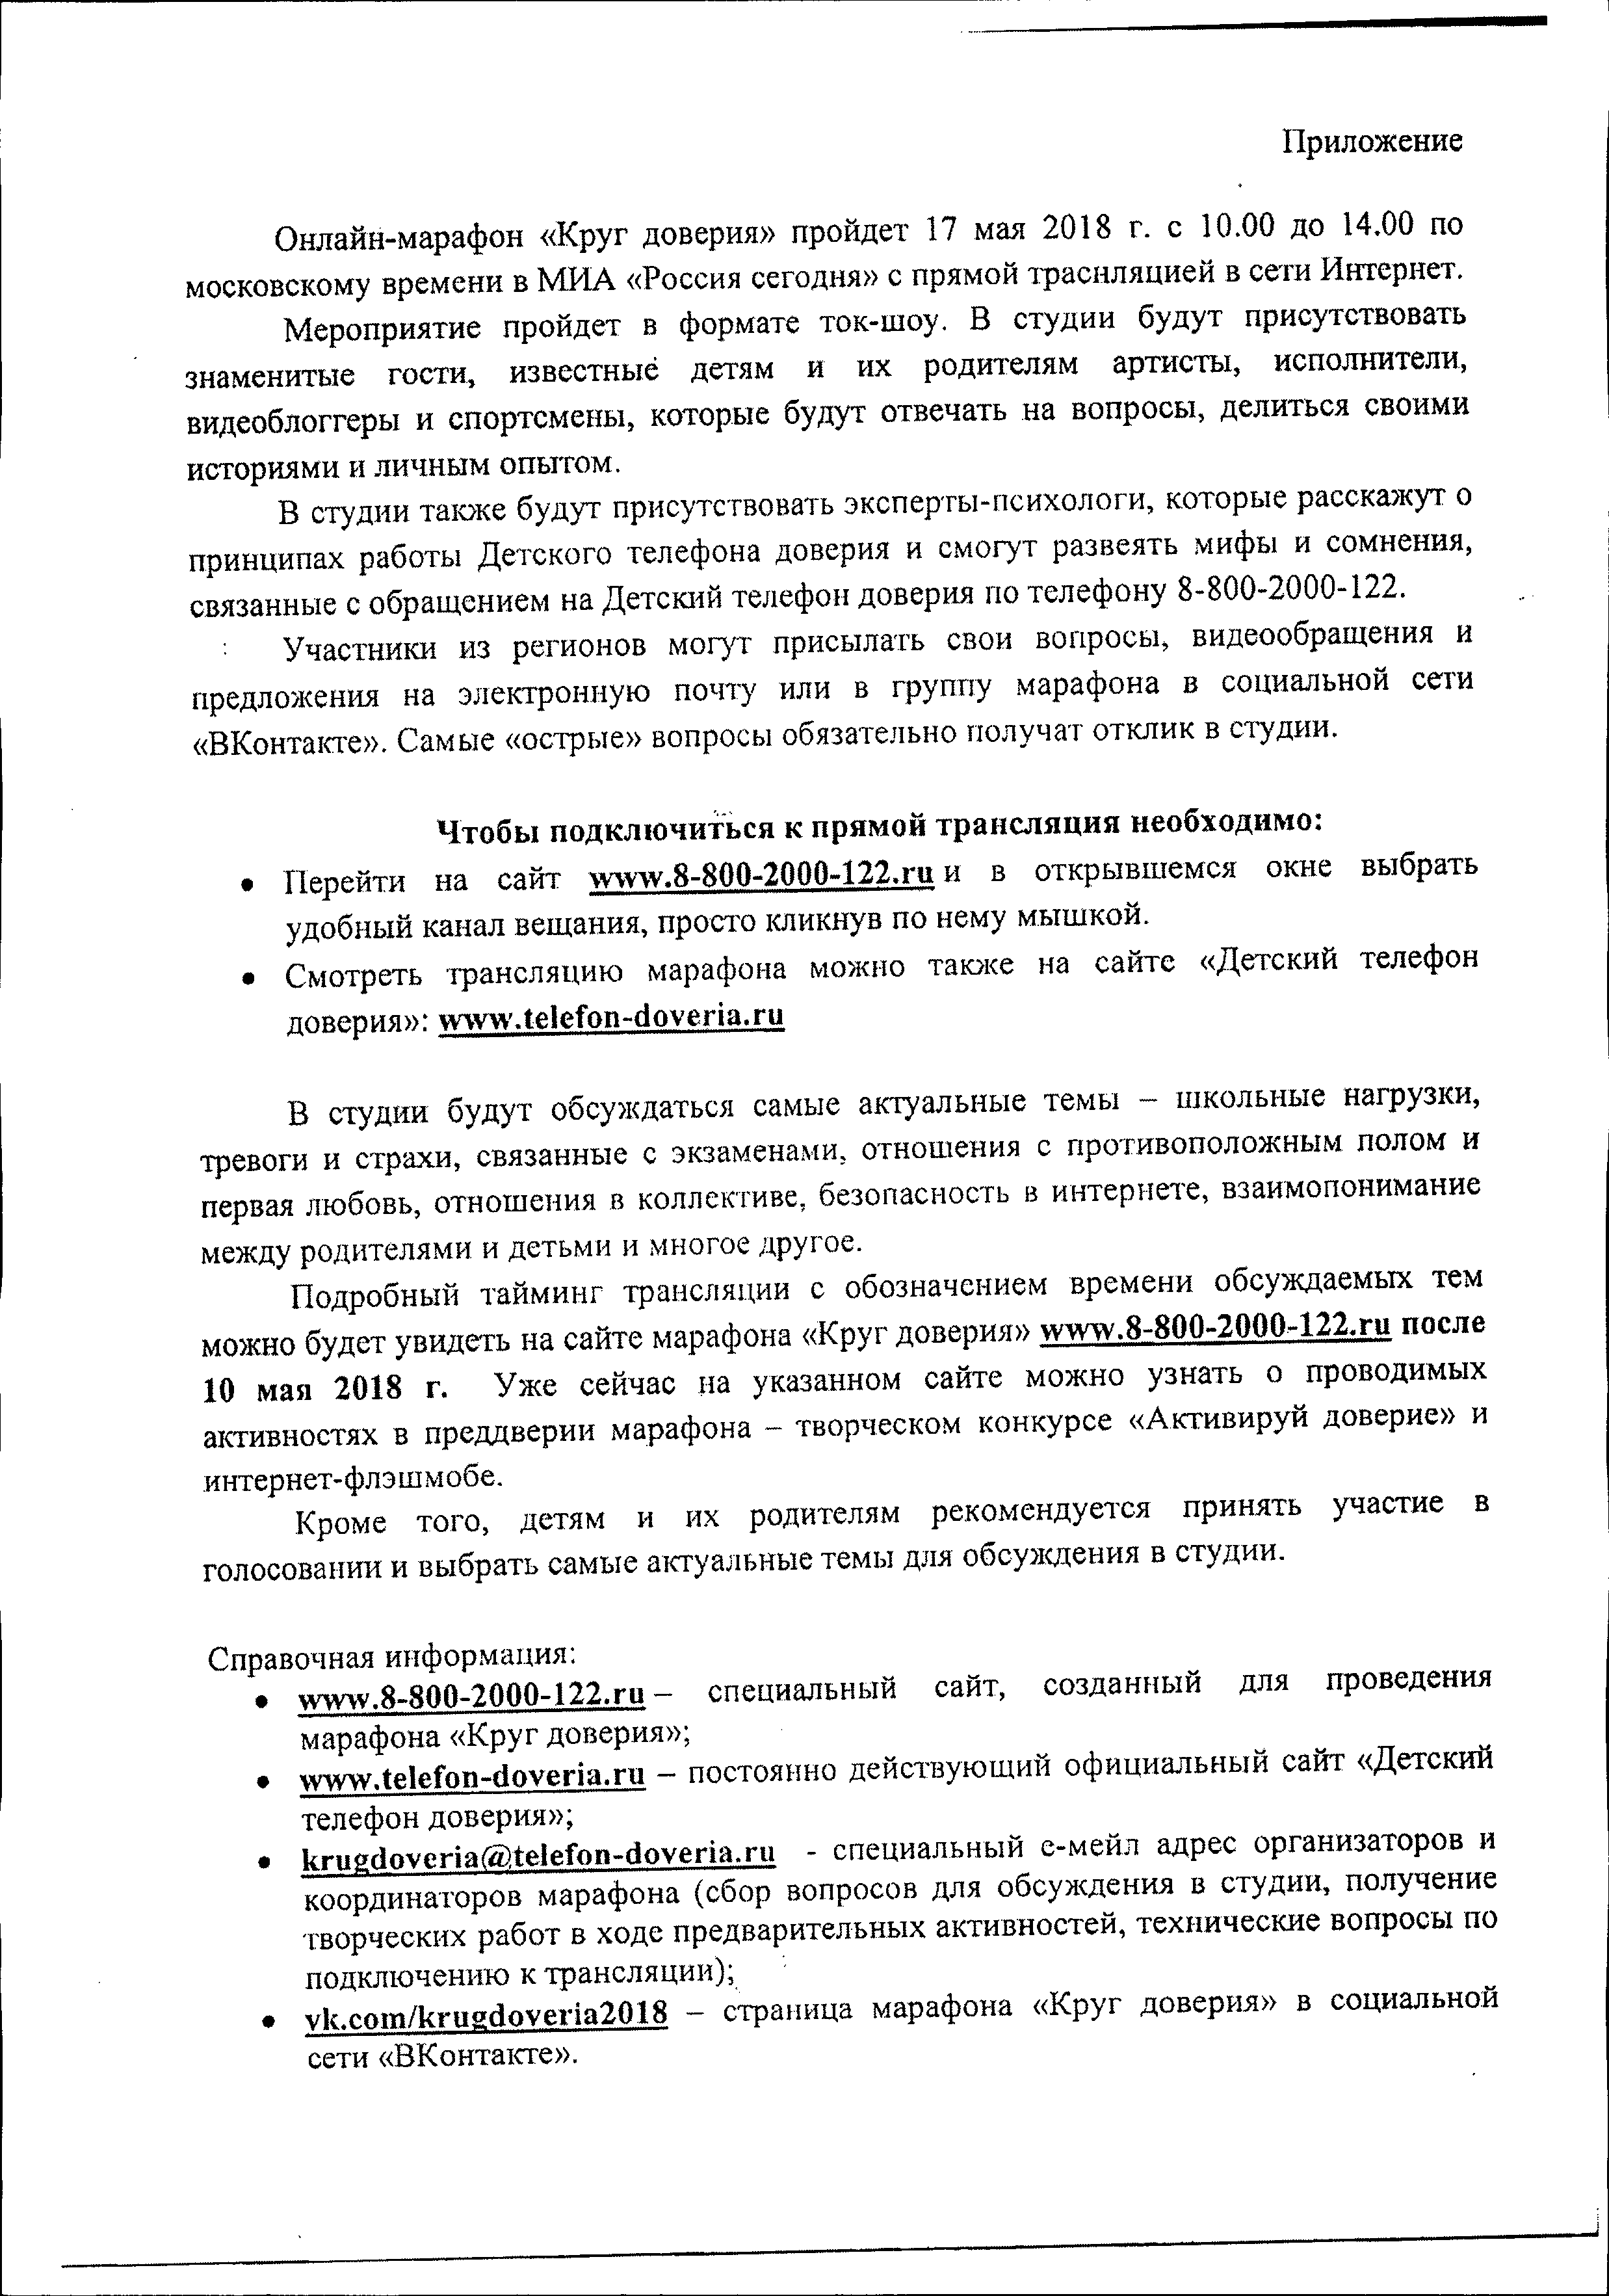 Приложение
Онлайн-марафон «Круг доверия» пройдет 17 мая 2018 г. с 10.00 до 14.00 по
московскому времени в МИА «Россия сегодня» с прямой траснляцией в сети Интернет.
Мероприятие пройдет в формате ток-шоу. В студии будут присутствовать
знаменитые гости, известные детям и их родителям артисты, исполнители,
видеоблоггеры и спортсмены, которые будут отвечать на вопросы, делиться своими
историями и личным опытом.
В студии также будут присутствовать эксперты-психологи, которые расскажут о
принципах работы Детского телефона доверия и смогут развеять мифы и сомнения,
связанные с обращением на Детский телефон доверия по телефону 8-800-2000-122.
Участники из регионов могут присылать свои вопросы, видеообращения и
предложения на электронную почту или в группу марафона в социальной сети
«ВКонтакте». Самые «острые» вопросы обязательно получат отклик в студии.
Чтобы подключиться к прямой трансляция необходимо:
• Перейти на сайт www.8-800-2000-122.ru и в открывшемся окне выбрать
удобный канал вещания, просто кликнув по нему мышкой.
• Смотреть трансляцию марафона можно также на сайте «Детский телефон
доверия»: www.telefon-doveria.ru
В студии будут обсуждаться самые актуальные темы – школьные нагрузки,
тревоги и страхи, связанные с экзаменами, отношения с противоположным полом и
первая любовь, отношения в коллективе, безопасность в интернете, взаимопонимание
между родителями и детьми и многое другое.
Подробный тайминг трансляции с обозначением времени обсуждаемых тем
можно будет увидеть на сайте марафона «Круг доверия» www.8-800-2000-122.ru после
10 мая 2018 г. Уже сейчас на указанном сайте можно узнать о проводимых
активностях в преддверии марафона – творческом конкурсе «Активируй доверие» и
интернет-флэшмобе.
Кроме того, детям и их родителям рекомендуется принять участие в
голосовании и выбрать самые актуальные темы для обсуждения в студии.
Справочная информация:
• www.8-800-2000-122.ru – специальный сайт, созданный для проведения
марафона «Круг доверия»;
• www.telefon-doveria.ru – постоянно действующий официальный сайт «Детский
телефон доверия»;
• krugdoveria@telefon-doveria.ru - специальный е-мейл адрес организаторов и
координаторов марафона (сбор вопросов для обсуждения в студии, получение
творческих работ в ходе предварительных активностей, технические вопросы по
подключению к трансляции);
• vk.com/krugdoveria2018 – страница марафона «Круг доверия» в социальной
сети «ВКонтакте».